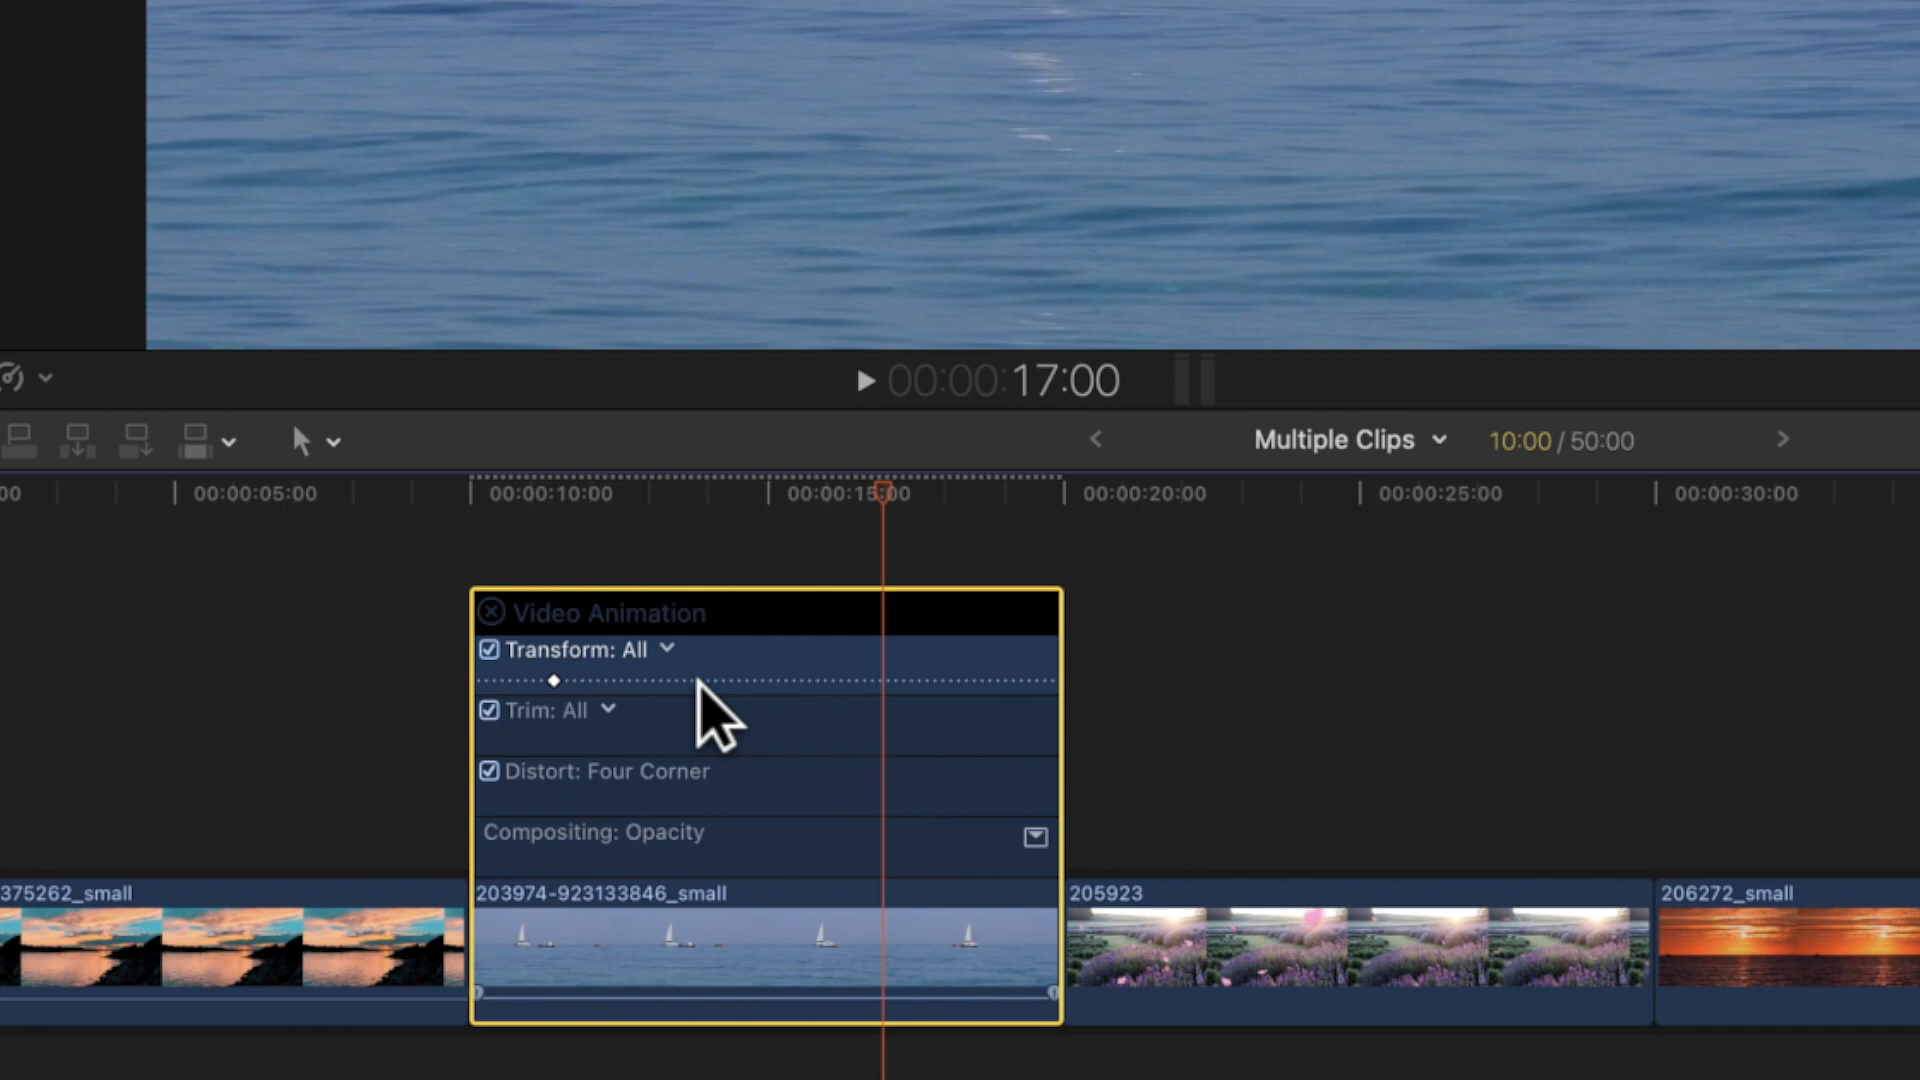 00:00:17:00
Multiple Clips
10:00 / 50:00
00
00:00:05:00
00:00:10:00
00:00:15:00
00:00:20:00
00:00:25:00
00:00:30:00
Video Animation
Transform: All
Trim: All
Distort: Four Corner
Compositing: Opacity
375262_small
203974-923133846_small
205923
206272_small